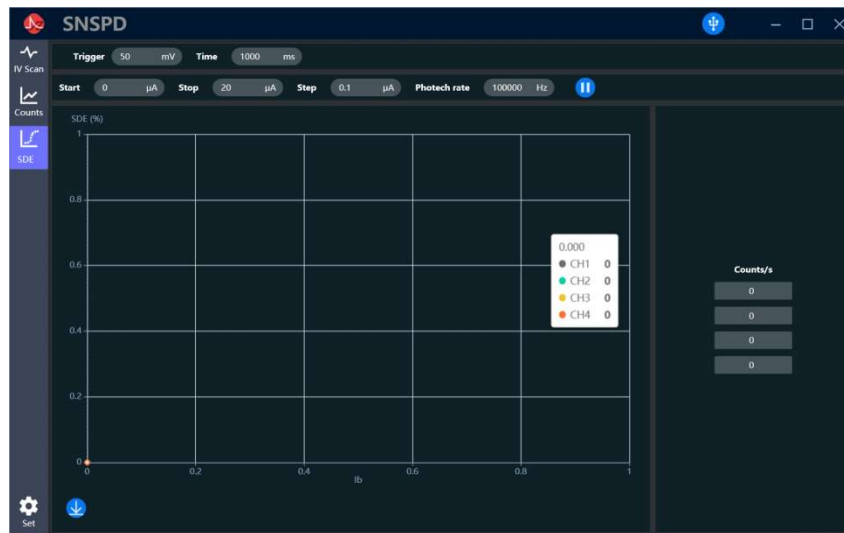 SNSPD
IV Scan
Trigger 50 mV Time 1000 ms
Counts
Start 0 μA Stop 20 μA Step 0.1 μA Photech rate 100000 Hz
SDE
SDE (%)
1
0.8
0.6
0.4
0.2
0
0 0.2 0.4 0.6 0.8 1
Ib
0.000
CH1 0
CH2 0
CH3 0
CH4 0
Counts/s
0
0
0
0
Set